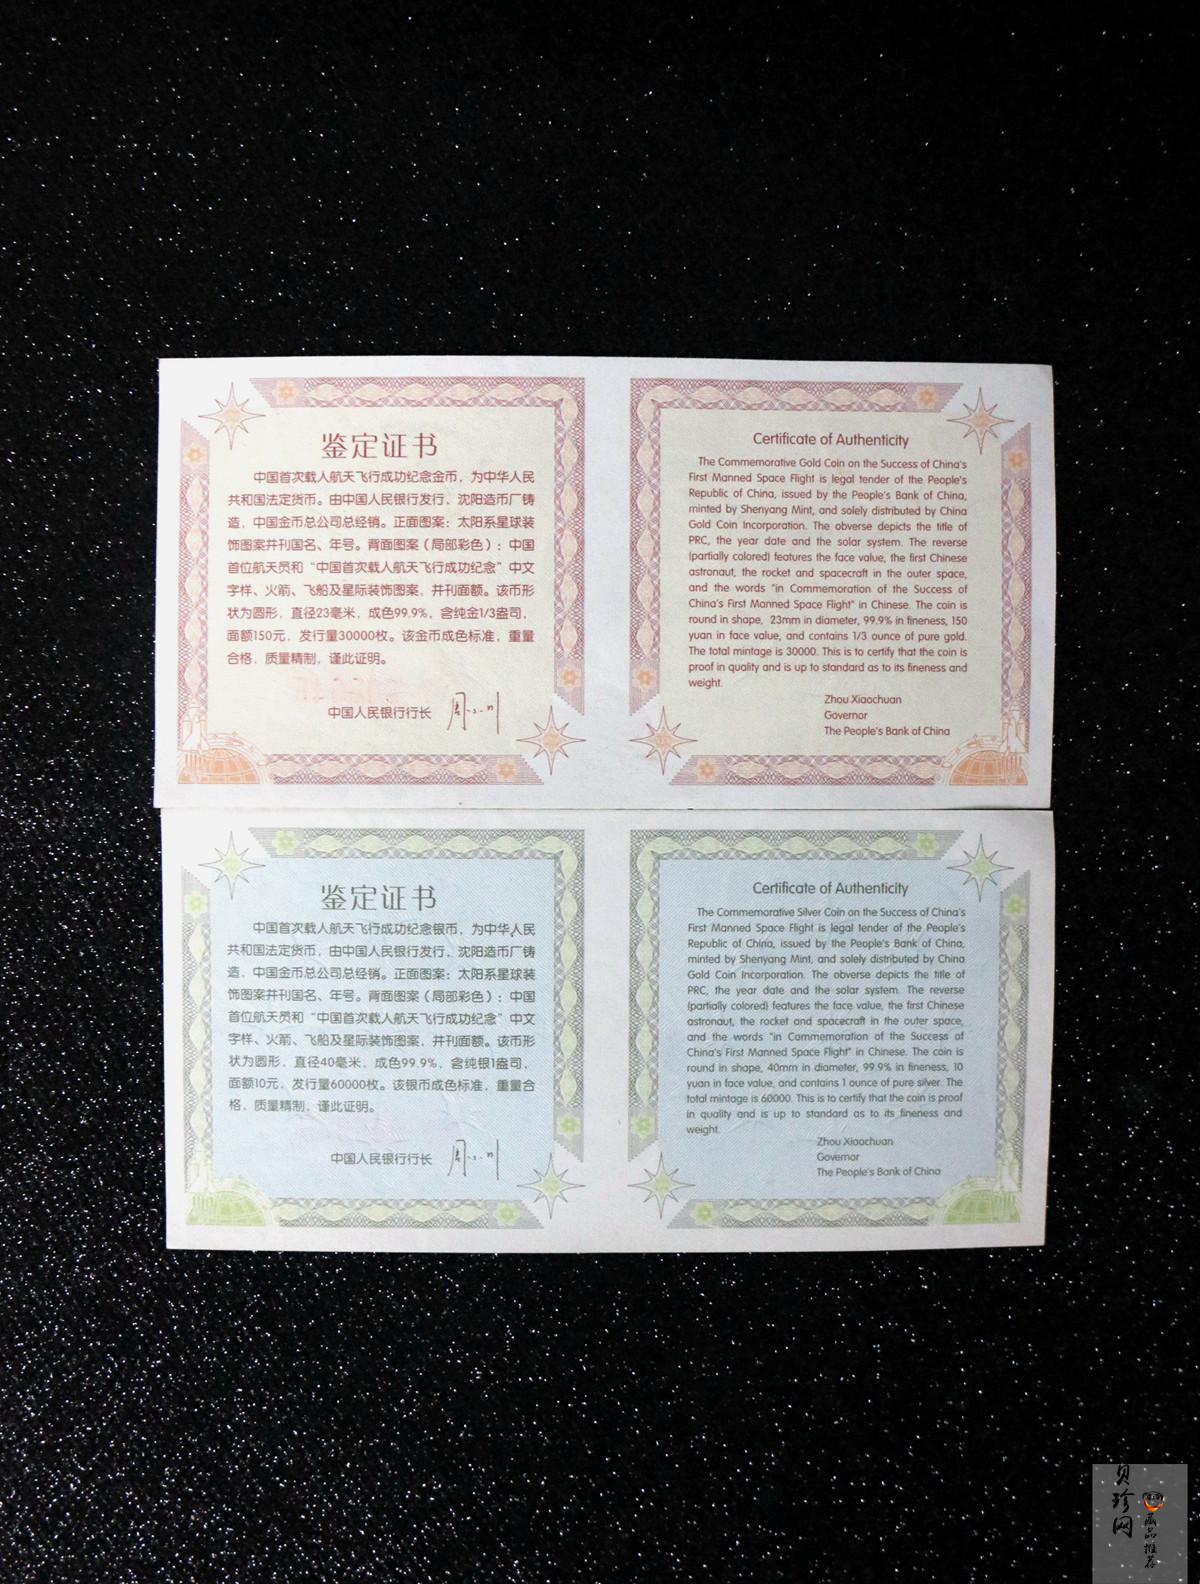 鉴定证书
中国首次载人航天飞行成功纪念金币，为中华人民
共和国法定货币。由中国人民银行发行，沈阳造币厂铸
造，中国金币总公司总经销。正面图案：太阳系星球装
饰图案并刊国名、年号。背面图案（局部彩色）：中国
首位航天员和“中国首次载人航天飞行成功纪念”中文
字样、火箭、飞船及星际装饰图案，并刊面额。该币形
状为圆形，直径23毫米，成色99.9%，含纯金1/3盎司，
面额150元，发行量30000枚。该金币成色标准，重量
合格，质量精制，谨此证明。
中国人民银行行长
Certificate of Authenticity
The Commemorative Gold Coin on the Success of China's
First Manned Space Flight is legal tender of the People's
Republic of China, issued by the People's Bank of China,
minted by Shenyang Mint, and solely distributed by China
Gold Coin Incorporation. The obverse depicts the title of
PRC, the year date and the solar system. The reverse
(partially colored) features the face value, the first Chinese
astronaut, the rocket and spacecraft in the outer space,
and the words "in Commemoration of the Success of
China's First Manned Space Flight" in Chinese. The coin is
round in shape, 23mm in diameter, 99.9% in fineness, 150
yuan in face value, and contains 1/3 ounce of pure gold.
The total mintage is 30000. This is to certify that the coin is
proof in quality and is up to standard as to its fineness and
weight.
Zhou Xiaochuan
Governor
The People's Bank of China
鉴定证书
中国首次载人航天飞行成功纪念银币，为中华人民
共和国法定货币，由中国人民银行发行、沈阳造币厂铸
造，中国金币总公司总经销。正面图案：太阳系星球装
饰图案并刊国名、年号。背面图案（局部彩色）：中国
首位航天员和“中国首次载人航天飞行成功纪念”中文
字样、火箭、飞船及星际装饰图案，并刊面额。该币形
状为圆形，直径40毫米，成色99.9%，含纯银1盎司，
面额10元，发行量60000枚。该银币成色标准，重量合
格，质量精制，谨此证明。
中国人民银行行长
Certificate of Authenticity
The Commemorative Silver Coin on the Success of China's
First Manned Space Flight is legal tender of the People's
Republic of China, issued by the People's Bank of China,
minted by Shenyang Mint, and solely distributed by China
Gold Coin Incorporation. The obverse depicts the title of
PRC, the year date and the solar system. The reverse
(partially colored) features the face value, the first Chinese
astronaut, the rocket and spacecraft in the outer space,
and the words "in Commemoration of the Success of
China's First Manned Space Flight" in Chinese. The coin is
round in shape, 40mm in diameter, 99.9% in fineness, 10
yuan in face value, and contains 1 ounce of pure silver. The
total mintage is 60000. This is to certify that the coin is proof
in quality and is up to standard as to its fineness and
weight.
Zhou Xiaochuan
Governor
The People's Bank of China
贝珍网
藏品推荐